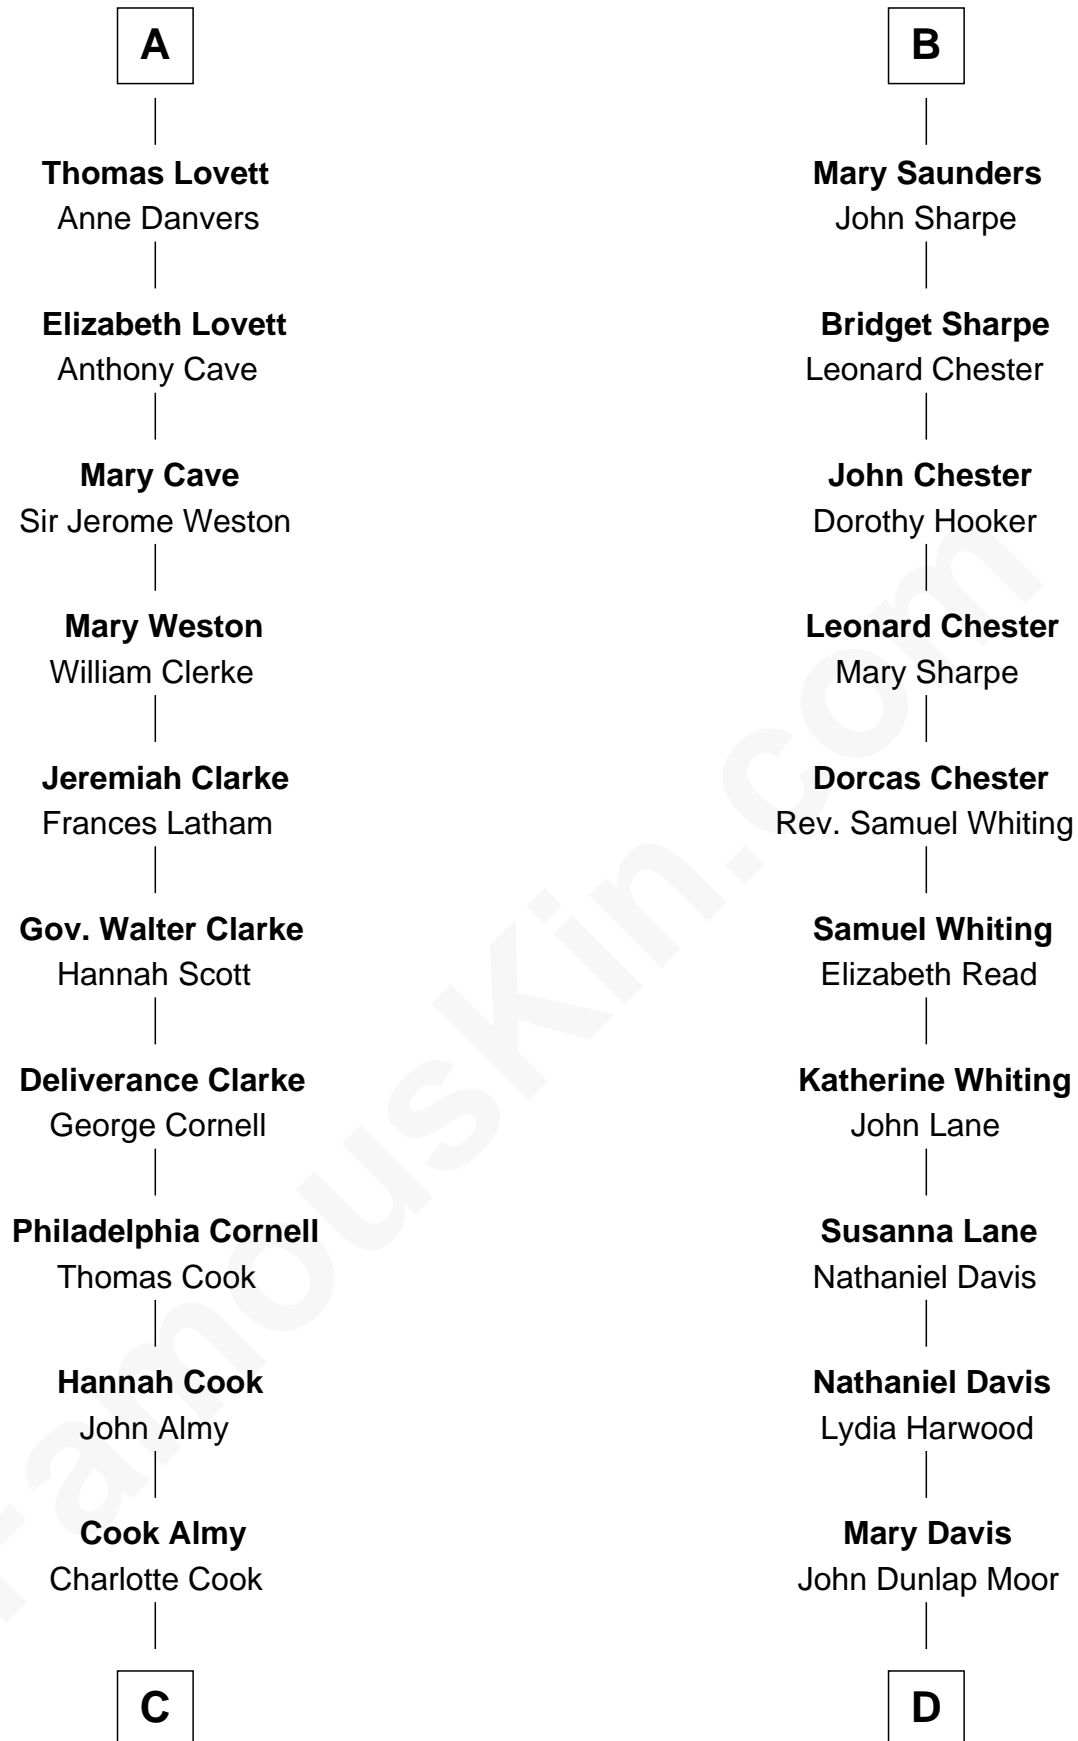 A
Thomas Lovett
Anne Danvers
Elizabeth Lovett
Anthony Cave
Mary Cave
Sir Jerome Weston
Mary Weston
William Clerke
Jeremiah Clarke
Frances Latham
Gov. Walter Clarke
Hannah Scott
Deliverance Clarke
George Cornell
Philadelphia Cornell
Thomas Cook
Hannah Cook
John Almy
Cook Almy
Charlotte Cook
C
B
Mary Saunders
John Sharpe
Bridget Sharpe
Leonard Chester
John Chester
Dorothy Hooker
Leonard Chester
Mary Sharpe
Dorcas Chester
Rev. Samuel Whiting
Samuel Whiting
Elizabeth Read
Katherine Whiting
John Lane
Susanna Lane
Nathaniel Davis
Nathaniel Davis
Lydia Harwood
Mary Davis
John Dunlap Moor
D
FamousKin.com